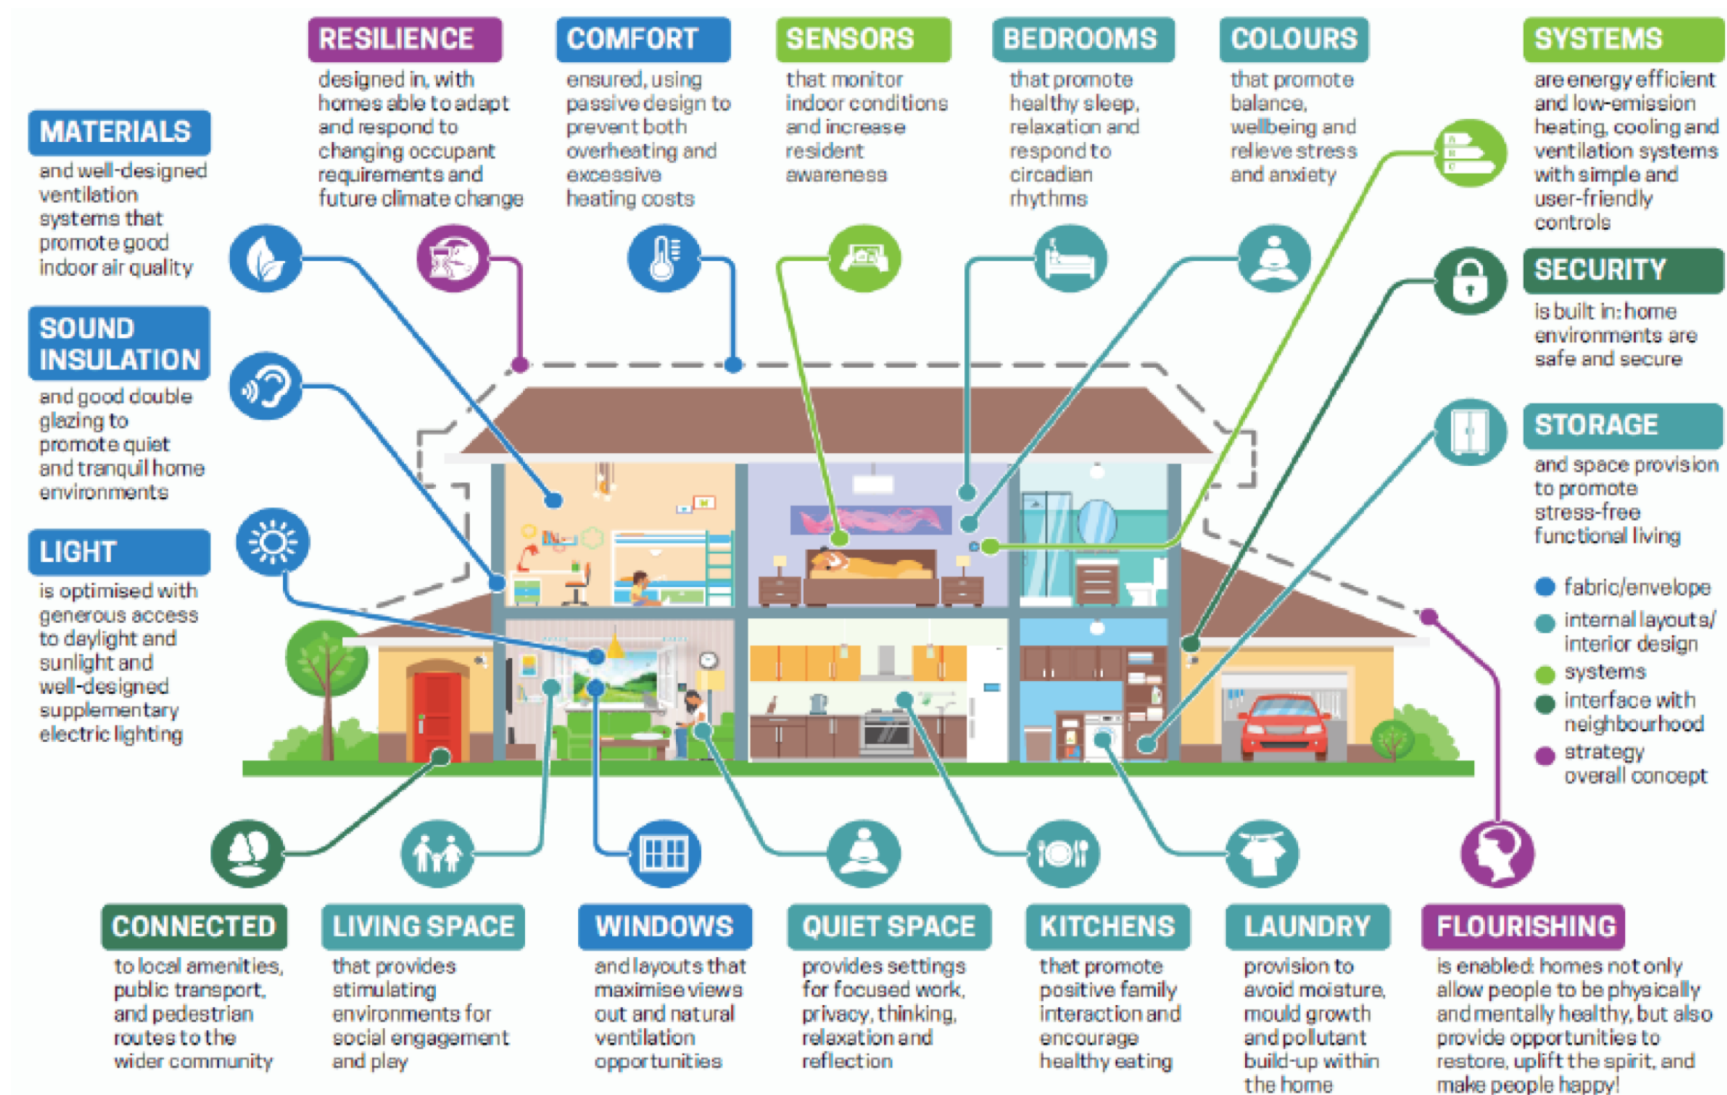 RESILIENCE
designed in, with
homes able to adapt
and respond to
changing occupant
requirements and
future climate change
COMFORT
ensured, using
passive design to
prevent both
overheating and
excessive
heating costs
SENSORS
that monitor
indoor conditions
and increase
resident
awareness
BEDROOMS
that promote
healthy sleep,
relaxation and
respond to
circadian
rhythms
COLOURS
that promote
balance,
wellbeing and
relieve stress
and anxiety
SYSTEMS
are energy efficient
and low-emission
heating, cooling and
ventilation systems
with simple and
user-friendly
controls
MATERIALS
and well-designed
ventilation
systems that
promote good
indoor air quality
SOUND
INSULATION
and good double
glazing to
promote quiet
and tranquil home
environments
LIGHT
is optimised with
generous access
to daylight and
sunlight and
well-designed
supplementary
electric lighting
SECURITY
is built in: home
environments are
safe and secure
STORAGE
and space provision
to promote
stress-free
functional living
fabric/envelope
internal layouts/
interior design
systems
interface with
neighbourhood
strategy
overall concept
CONNECTED
to local amenities,
public transport,
and pedestrian
routes to the
wider community
LIVING SPACE
that provides
stimulating
environments for
social engagement
and play
WINDOWS
and layouts that
maximise views
out and natural
ventilation
opportunities
QUIET SPACE
provides settings
for focused work,
privacy, thinking,
relaxation and
reflection
KITCHENS
that promote
positive family
interaction and
encourage
healthy eating
LAUNDRY
provision to
avoid moisture,
mould growth
and pollutant
build-up within
the home
FLOURISHING
is enabled: homes not only
allow people to be physically
and mentally healthy, but also
provide opportunities to
restore, uplift the spirit, and
make people happy!